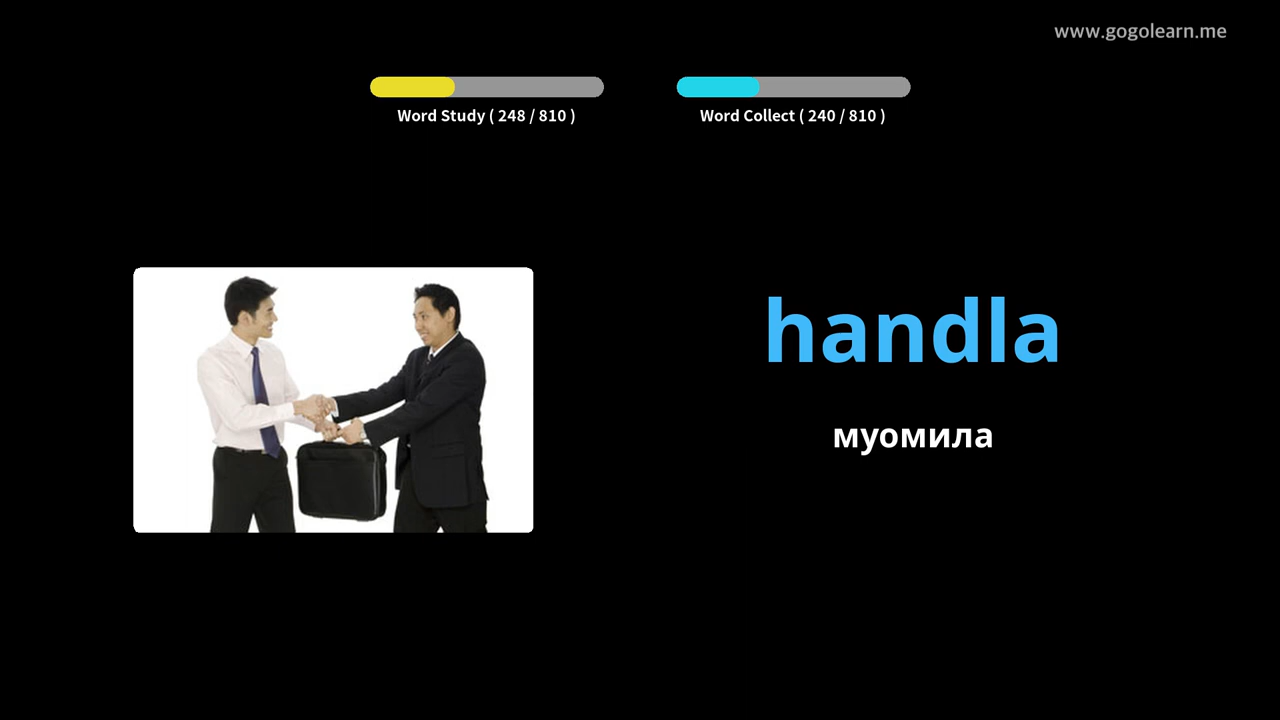 www.gogolearn.me
Word Study ( 248 / 810 )
Word Collect ( 240 / 810 )
handla
муомила